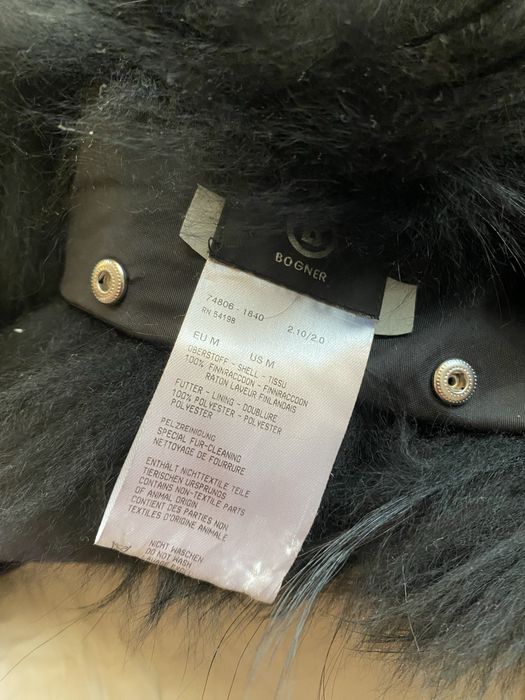 BOGNER
74806 - 1840 2.10/2.0
RN 54198
EU M US M
OBERSTOFF - SHELL - TISSU
100% FINNRACCOON - FINNRACCOON
RATON LAVEUR FINLANDAIS
FUTTER - LINING - DOUBLURE
100% POLYESTER - POLYESTER
POLYESTER
PELZREINIGUNG
SPECIAL FUR-CLEANING
NETTOYAGE DE FOURRURE
ENTHÄLT NICHTTEXTILE TEILE
TIERISCHEN URSPRUNGS
CONTAINS NON-TEXTILE PARTS
OF ANIMAL ORIGIN
CONTIENT DES PARTIES NON
TEXTILES D'ORIGINE ANIMALE
NICHT WASCHEN
DO NOT WASH